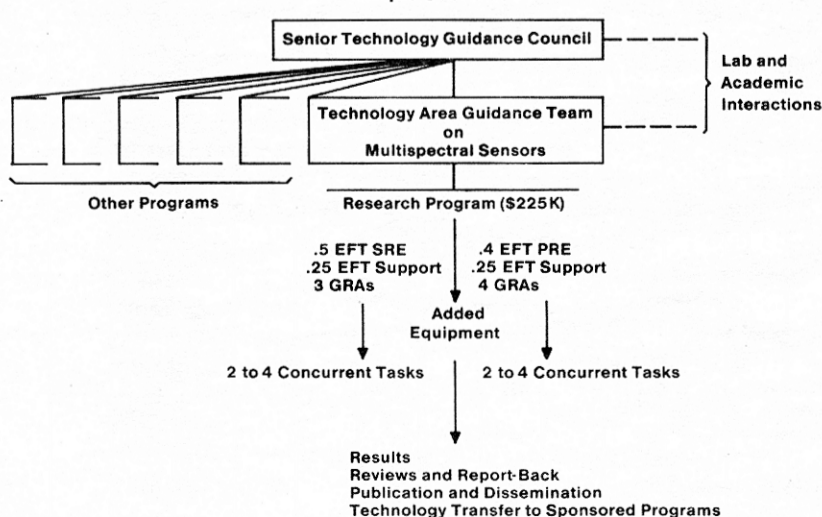 Senior Technology Guidance Council
Lab and
Academic
Interactions
Technology Area Guidance Team
on
Multispectral Sensors
Other Programs
Research Program ($225K)
.5 EFT SRE
.25 EFT Support
3 GRAs
.4 EFT PRE
.25 EFT Support
4 GRAs
Added
Equipment
2 to 4 Concurrent Tasks
2 to 4 Concurrent Tasks
Results
Reviews and Report-Back
Publication and Dissemination
Technology Transfer to Sponsored Programs